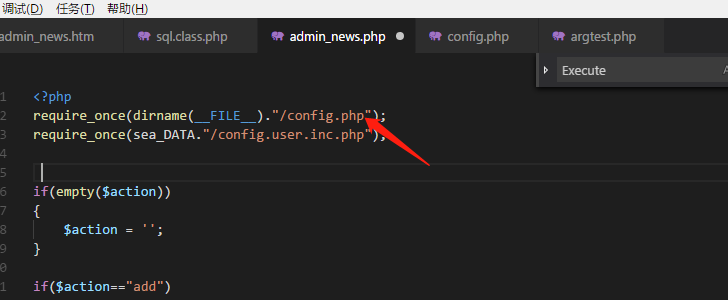 调试(D) 任务(T) 帮助(H)
admin_news.htm sql.class.php admin_news.php config.php argtest.php
Execute
1 <?php
2 require_once(dirname(__FILE__)."/config.php");
3 require_once(sea_DATA."/config.user.inc.php");
4
5
6 if(empty($action))
7 {
8 $action = '';
9 }
0
1 if($action=="add")